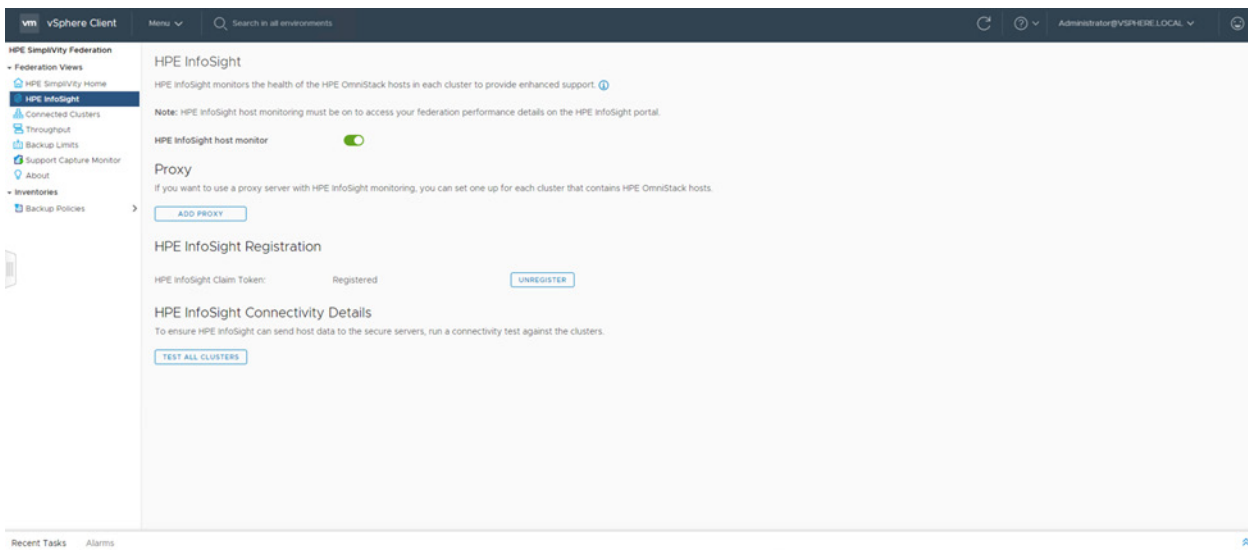 vm vSphere Client Menu Search in all environments Administrator@VSPHERE.LOCAL
HPE SimpliVity Federation
Federation Views
HPE SimpliVity Home
HPE InfoSight
Connected Clusters
Throughput
Backup Limits
Support Capture Monitor
About
Inventories
Backup Policies
HPE InfoSight
HPE InfoSight monitors the health of the HPE OmniStack hosts in each cluster to provide enhanced support.
Note: HPE InfoSight host monitoring must be on to access your federation performance details on the HPE InfoSight portal.
HPE InfoSight host monitor
Proxy
If you want to use a proxy server with HPE InfoSight monitoring, you can set one up for each cluster that contains HPE OmniStack hosts.
ADD PROXY
HPE InfoSight Registration
HPE InfoSight Claim Token: Registered UNREGISTER
HPE InfoSight Connectivity Details
To ensure HPE InfoSight can send host data to the secure servers, run a connectivity test against the clusters.
TEST ALL CLUSTERS
Recent Tasks Alarms